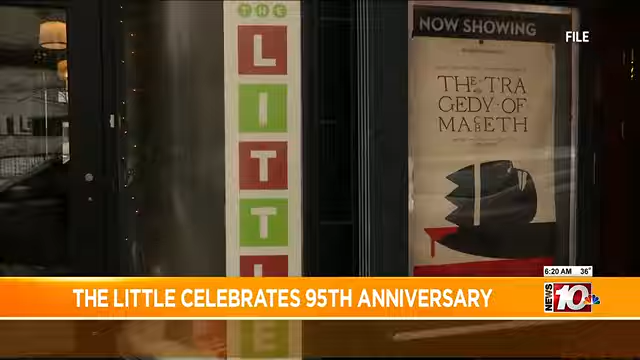 THE
L
I
T
T
L
E
NOW SHOWING
THE TRA
GEDY OF
MACBETH
FILE
6:20 AM 36°
NEWS 10
THE LITTLE CELEBRATES 95TH ANNIVERSARY